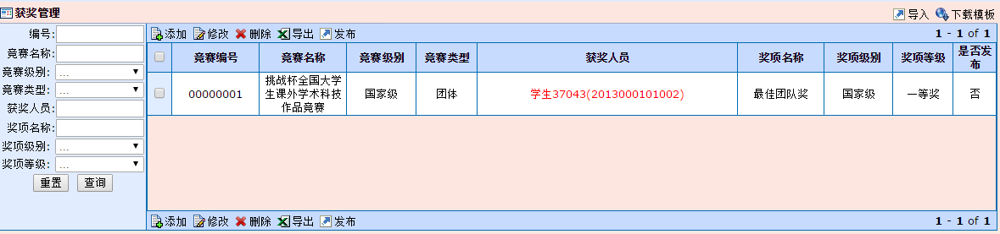 获奖管理
导入 下载模板
编号:
竞赛名称:
竞赛级别: ...
竞赛类型: ...
获奖人员:
奖项名称:
奖项级别: ...
奖项等级: ...
重置 查询
添加 修改 删除 导出 发布 1 - 1 of 1
竞赛编号 竞赛名称 竞赛级别 竞赛类型 获奖人员 奖项名称 奖项级别 奖项等级 是否发
布
00000001 挑战杯全国大学
生课外学术科技
作品竞赛 国家级 团体 学生37043(2013000101002) 最佳团队奖 国家级 一等奖 否
添加 修改 删除 导出 发布 1 - 1 of 1